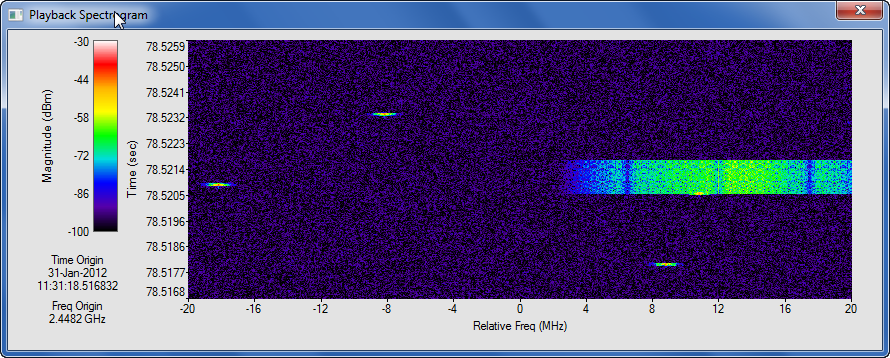 Playback Spectrogram
-30
-44
-58
-72
-86
-100
Magnitude (dBm)
Time Origin
31-Jan-2012
11:31:18.516832
Freq Origin
2.4482 GHz
Time (sec)
78.5259
78.5250
78.5241
78.5232
78.5223
78.5214
78.5205
78.5196
78.5186
78.5177
78.5168
-20 -16 -12 -8 -4 0 4 8 12 16 20
Relative Freq (MHz)